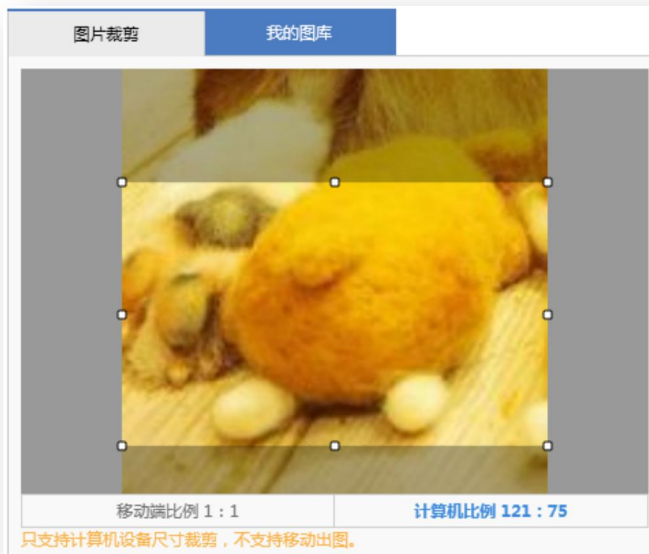 图片裁剪
我的图库
移动端比例 1：1
计算机比例 121：75
只支持计算机设备尺寸裁剪，不支持移动出图。